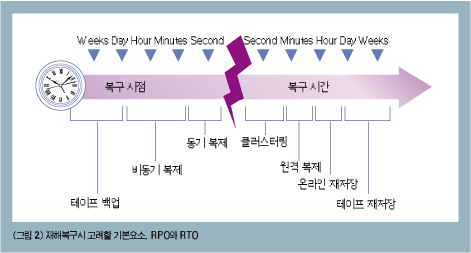 Weeks Day Hour Minutes Second
Second Minutes Hour Day Weeks
복구 시점
복구 시간
동기 복제
클러스터링
비동기 복제
원격 복제
온라인 재저장
테이프 백업
테이프 재저장
(그림 2) 재해복구시 고려할 기본요소, RPO와 RTO